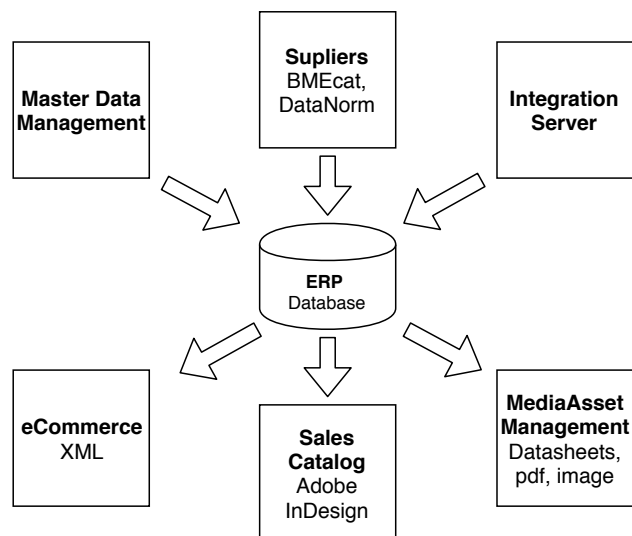 Master Data
Management
Supliers
BMEcat,
DataNorm
Integration
Server
ERP
Database
eCommerce
XML
Sales
Catalog
Adobe
InDesign
MediaAsset
Management
Datasheets,
pdf, image